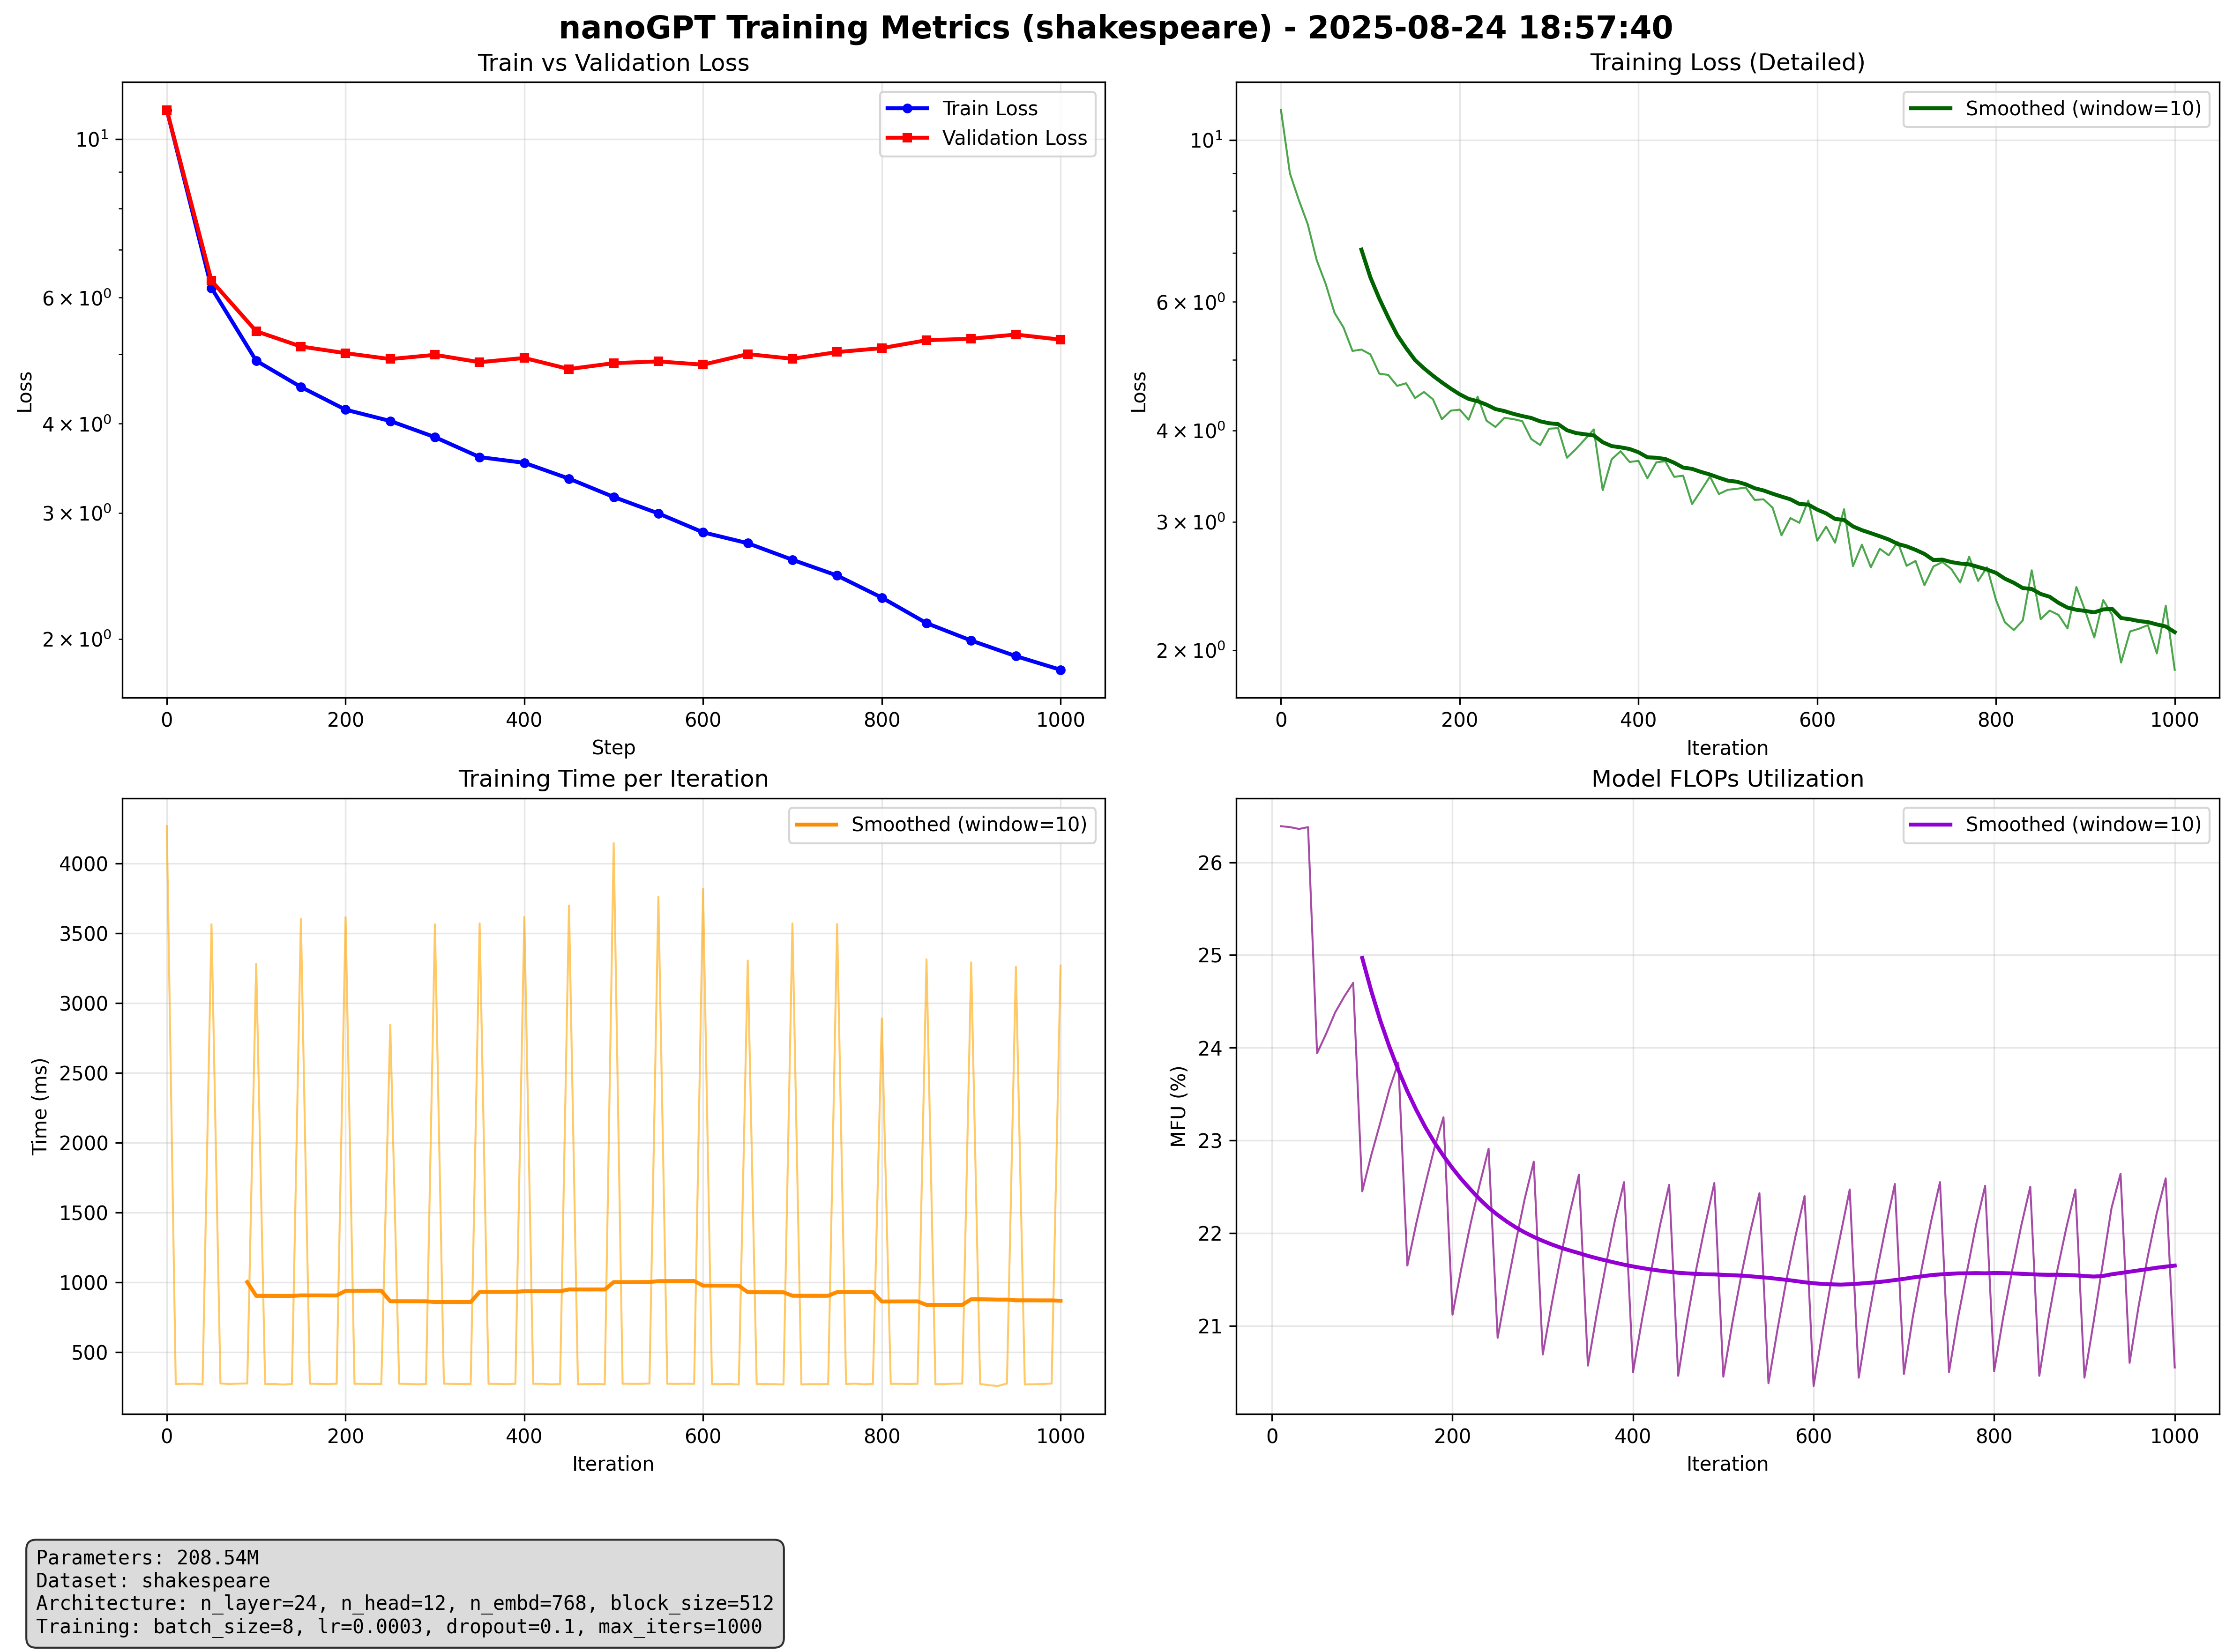 nanoGPT Training Metrics (shakespeare) - 2025-08-24 18:57:40
Train vs Validation Loss
Train Loss
Validation Loss
10¹
6 × 10⁰
4 × 10⁰
3 × 10⁰
2 × 10⁰
Loss
0 200 400 600 800 1000
Step
Training Loss (Detailed)
Smoothed (window=10)
10¹
6 × 10⁰
4 × 10⁰
3 × 10⁰
2 × 10⁰
Loss
0 200 400 600 800 1000
Iteration
Training Time per Iteration
Smoothed (window=10)
4000
3500
3000
2500
2000
1500
1000
500
Time (ms)
0 200 400 600 800 1000
Iteration
Model FLOPs Utilization
Smoothed (window=10)
26
25
24
23
22
21
MFU (%)
0 200 400 600 800 1000
Iteration
Parameters: 208.54M
Dataset: shakespeare
Architecture: n_layer=24, n_head=12, n_embd=768, block_size=512
Training: batch_size=8, lr=0.0003, dropout=0.1, max_iters=1000